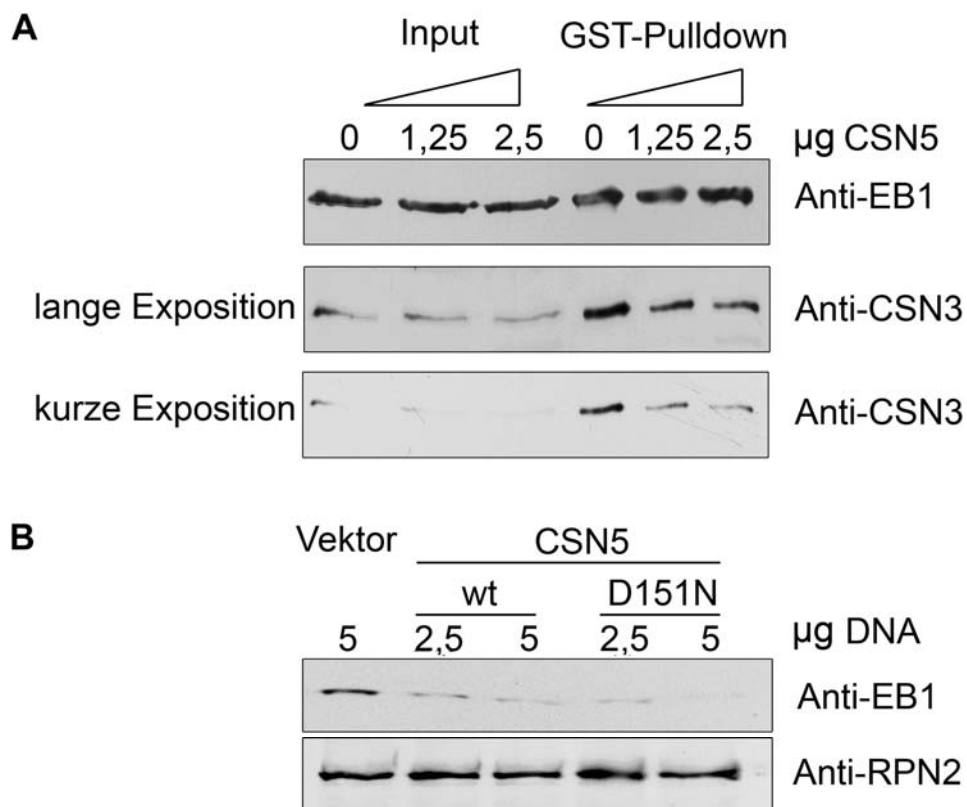 A
Input GST-Pulldown
0 1,25 2,5 0 1,25 2,5 µg CSN5
Anti-EB1
lange Exposition Anti-CSN3
kurze Exposition Anti-CSN3
B
Vektor CSN5
wt D151N
5 2,5 5 2,5 5 µg DNA
Anti-EB1
Anti-RPN2